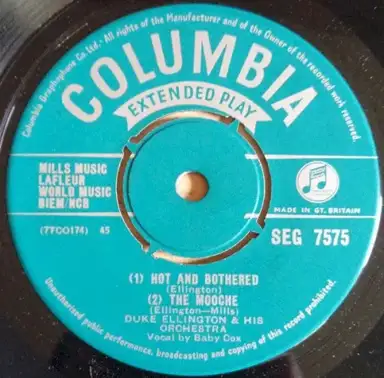 Columbia Graphophone Co. Ltd. - All rights of the Manufacturer and of the Owner of the recorded work reserved.
COLUMBIA
EXTENDED PLAY
MILLS MUSIC
LAFLEUR
WORLD MUSIC
BIEM/NCB
MADE IN GT. BRITAIN
(7TCO174) 45
SEG 7575
(1) HOT AND BOTHERED
(Ellington)
(2) THE MOOCHE
(Ellington—Mills)
DUKE ELLINGTON & HIS
ORCHESTRA
Vocal by Baby Cox
Unauthorised public performance, broadcasting and copying of this record prohibited.